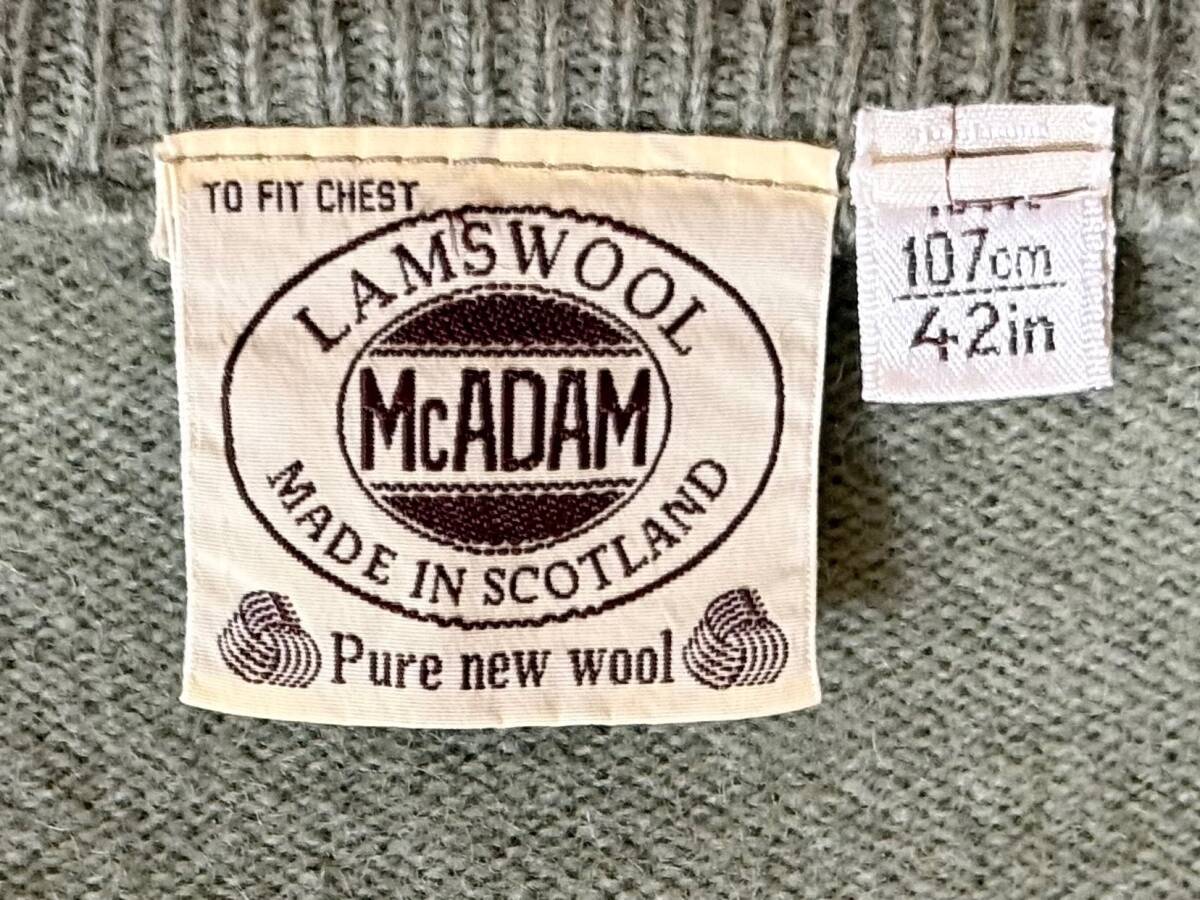 TO FIT CHEST
LAMSWOOL
McADAM
MADE IN SCOTLAND
Pure new wool
107cm
42in